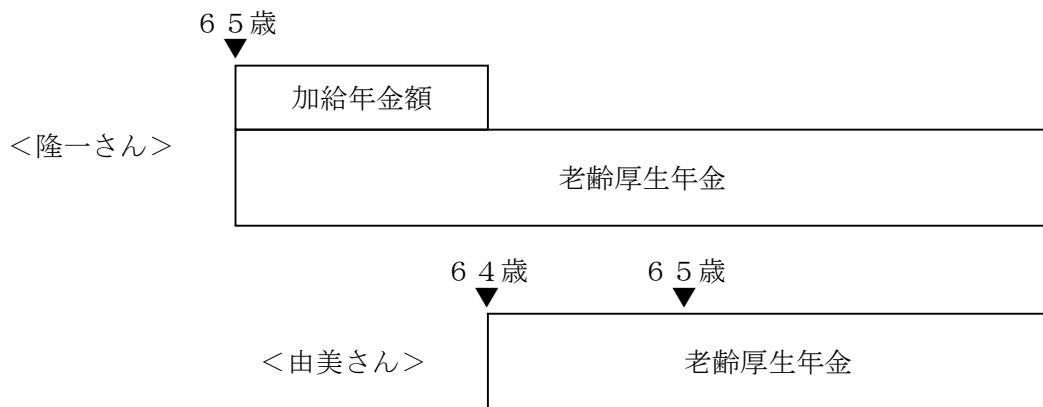 ６５歳
▼
加給年金額
＜隆一さん＞
老齢厚生年金
６４歳 ６５歳
▼ ▼
＜由美さん＞
老齢厚生年金